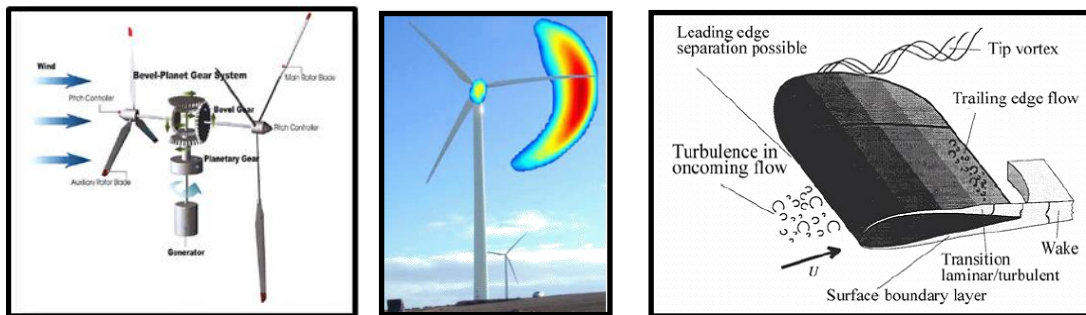 Wind
Main Rotor Blade
Bevel-Planet Gear System
Pitch Controller
Bevel Gear
Pitch Controller
Planetary Gear
Auxiliary Rotor Blade
Generator
Leading edge
separation possible
Tip vortex
Trailing edge flow
Turbulence in
oncoming flow
U
Wake
Transition
laminar/turbulent
Surface boundary layer